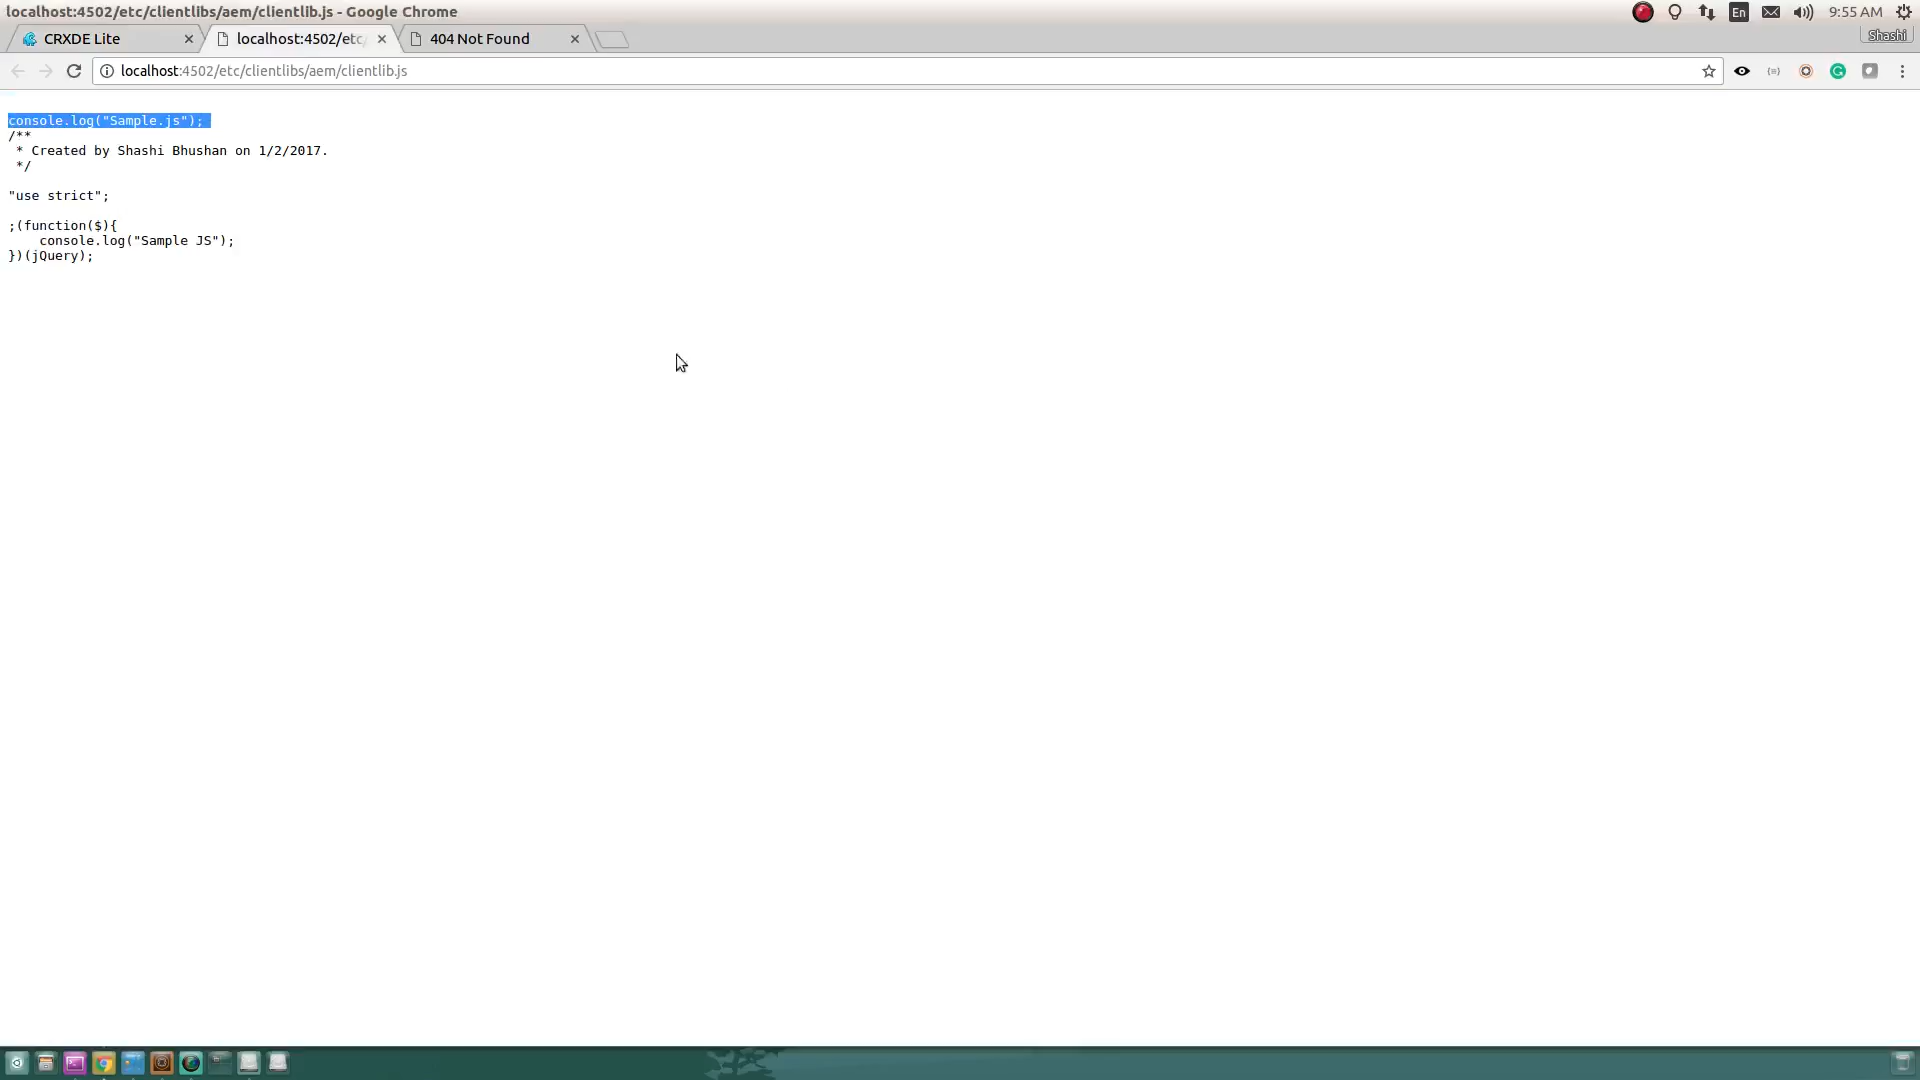 localhost:4502/etc/clientlibs/aem/clientlib.js - Google Chrome
En
9:55 AM
CRXDE Lite
localhost:4502/etc
404 Not Found
Shashi
localhost:4502/etc/clientlibs/aem/clientlib.js
console.log("Sample.js");
/**
 * Created by Shashi Bhushan on 1/2/2017.
 */
"use strict";
;(function($){
    console.log("Sample JS");
})(jQuery);